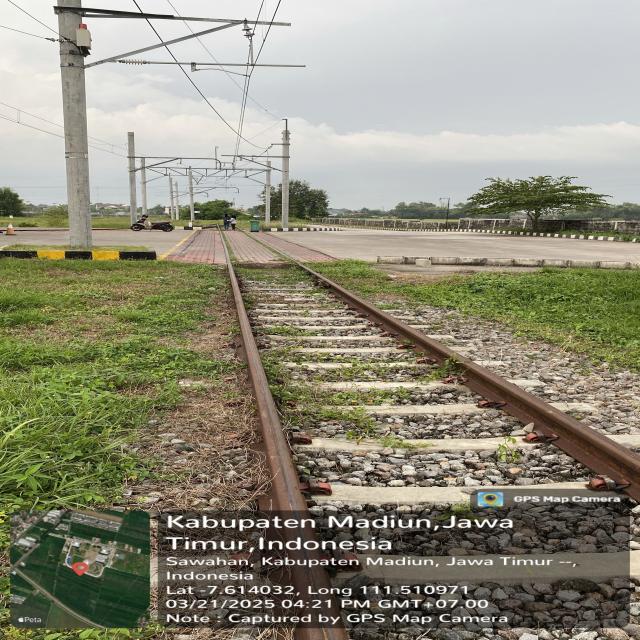 GPS Map Camera
Kabupaten Madiun,Jawa
Timur,Indonesia
Sawahan, Kabupaten Madiun, Jawa Timur --,
Indonesia
Lat -7.614032, Long 111.510971
03/21/2025 04:21 PM GMT+07.00
Note : Captured by GPS Map Camera
Peta